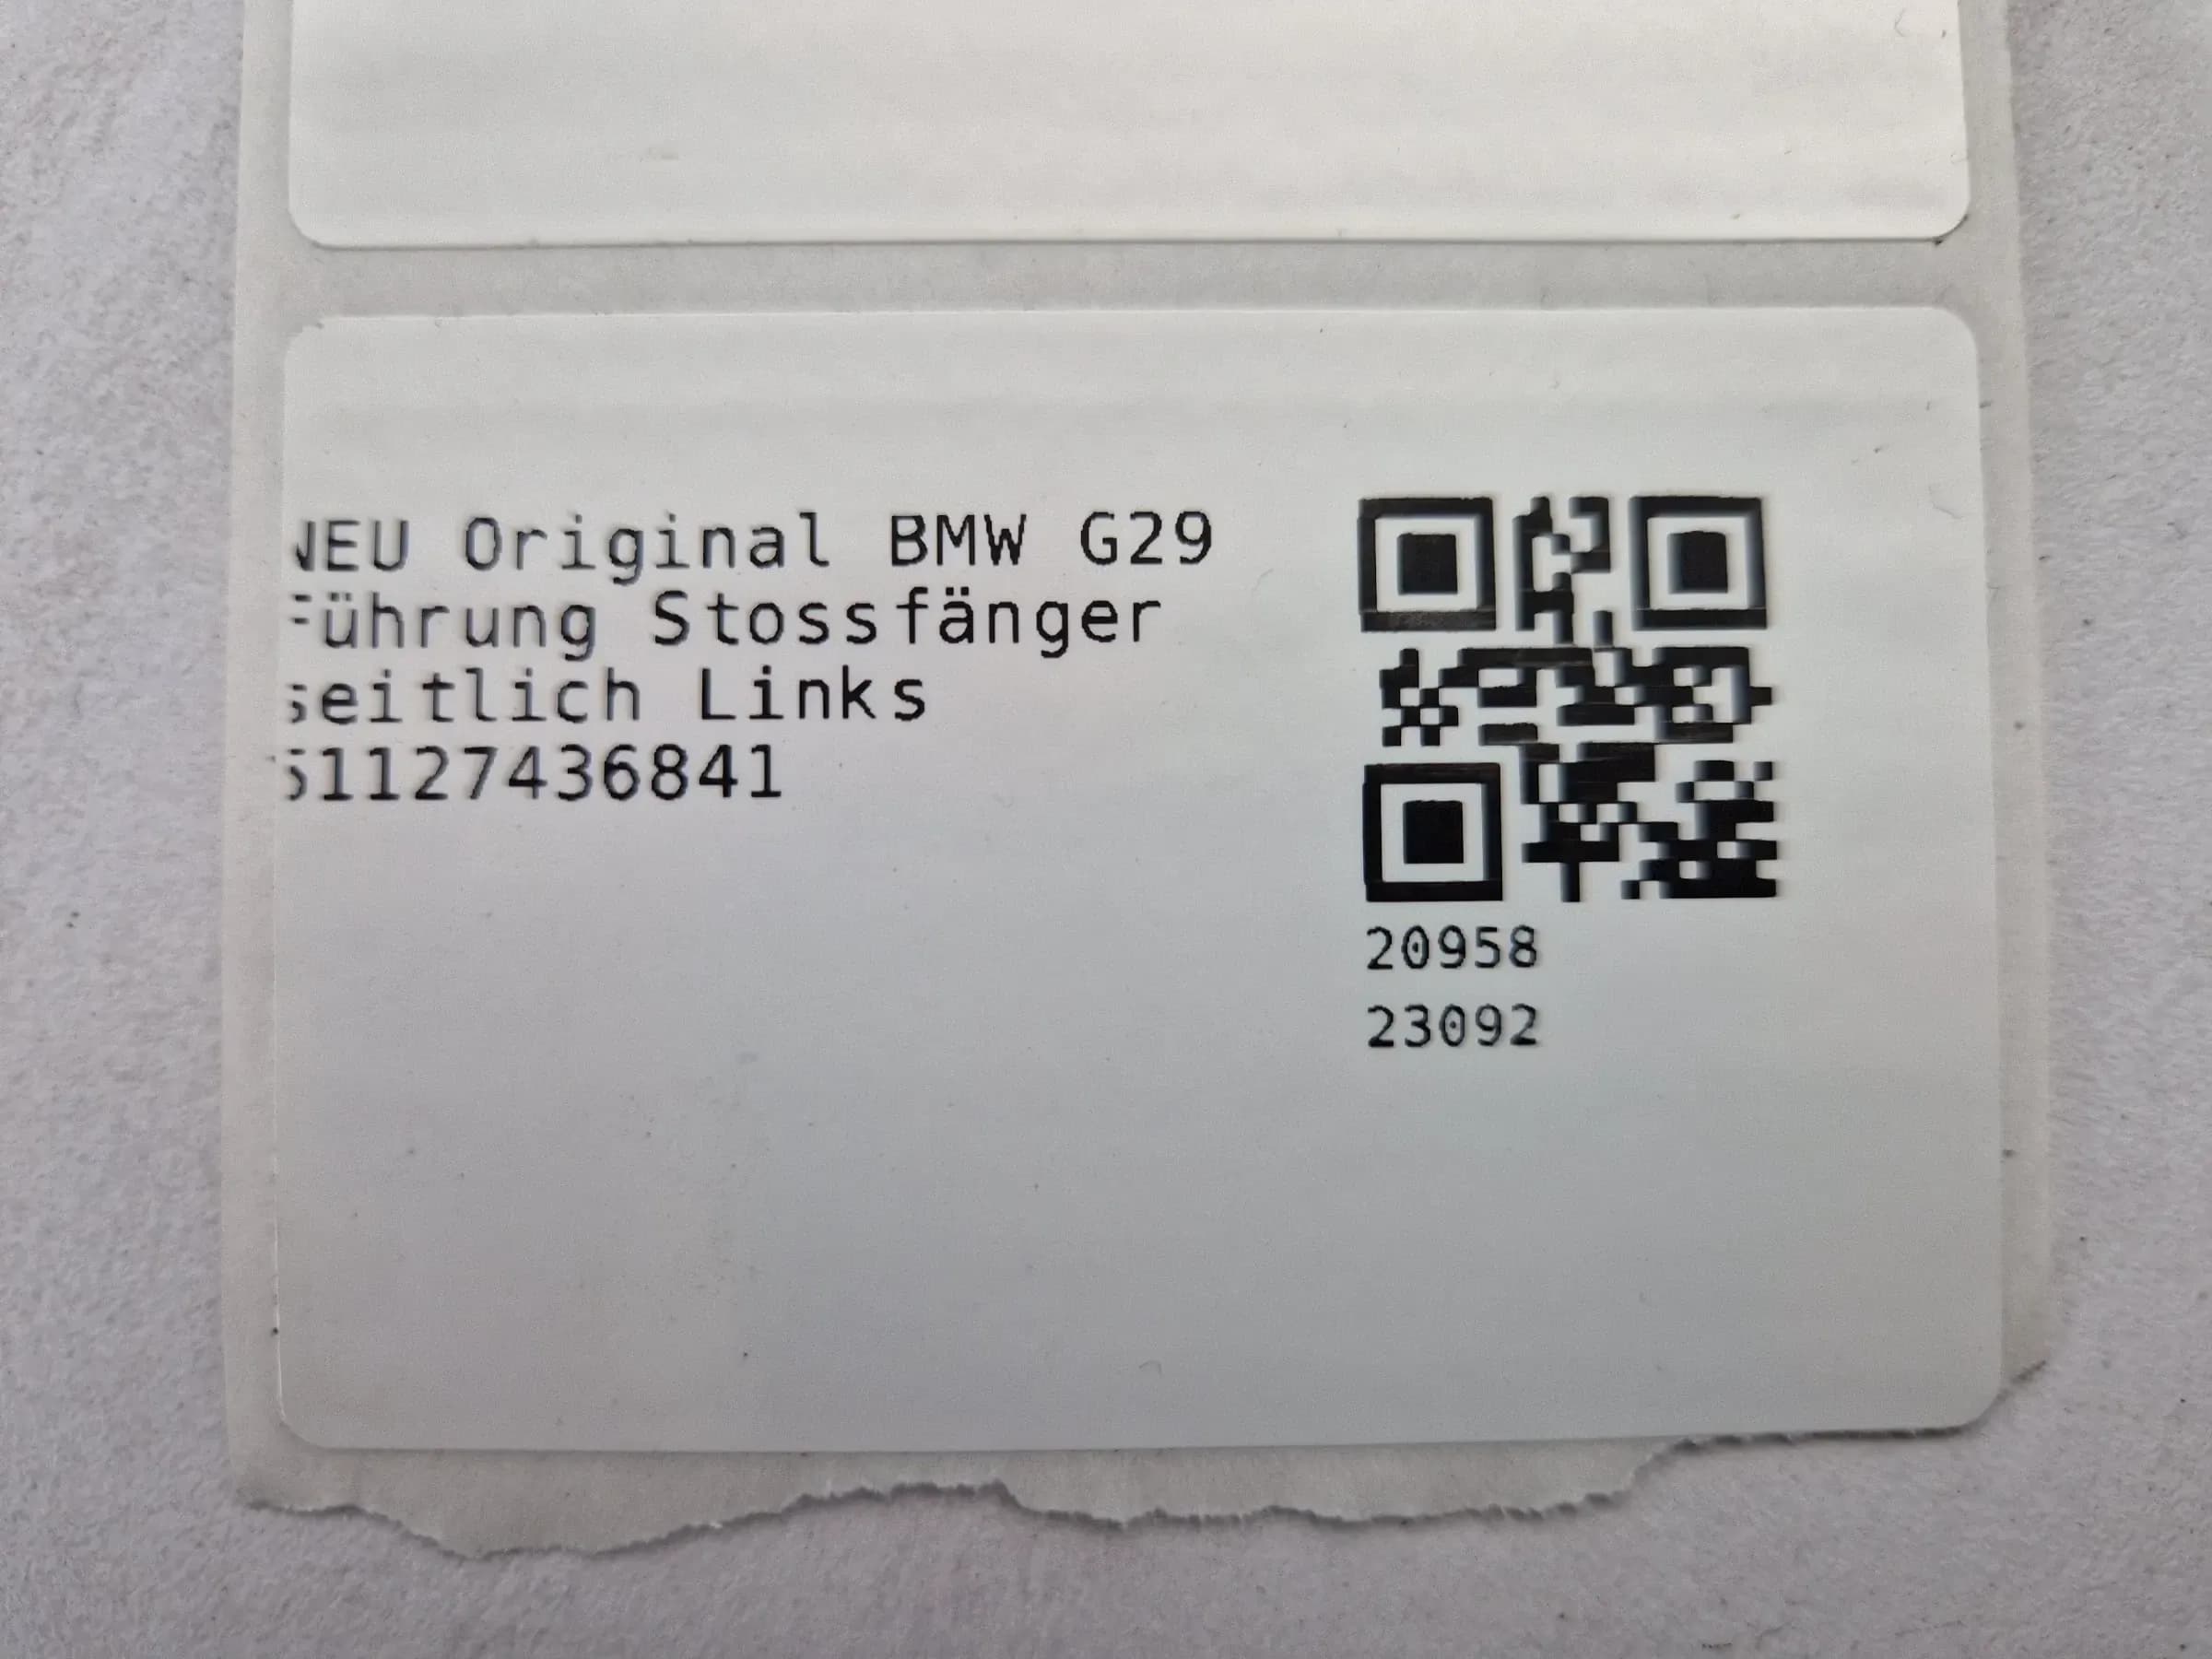 NEU Original BMW G29
Führung Stossfänger
seitlich Links
51127436841
20958
23092